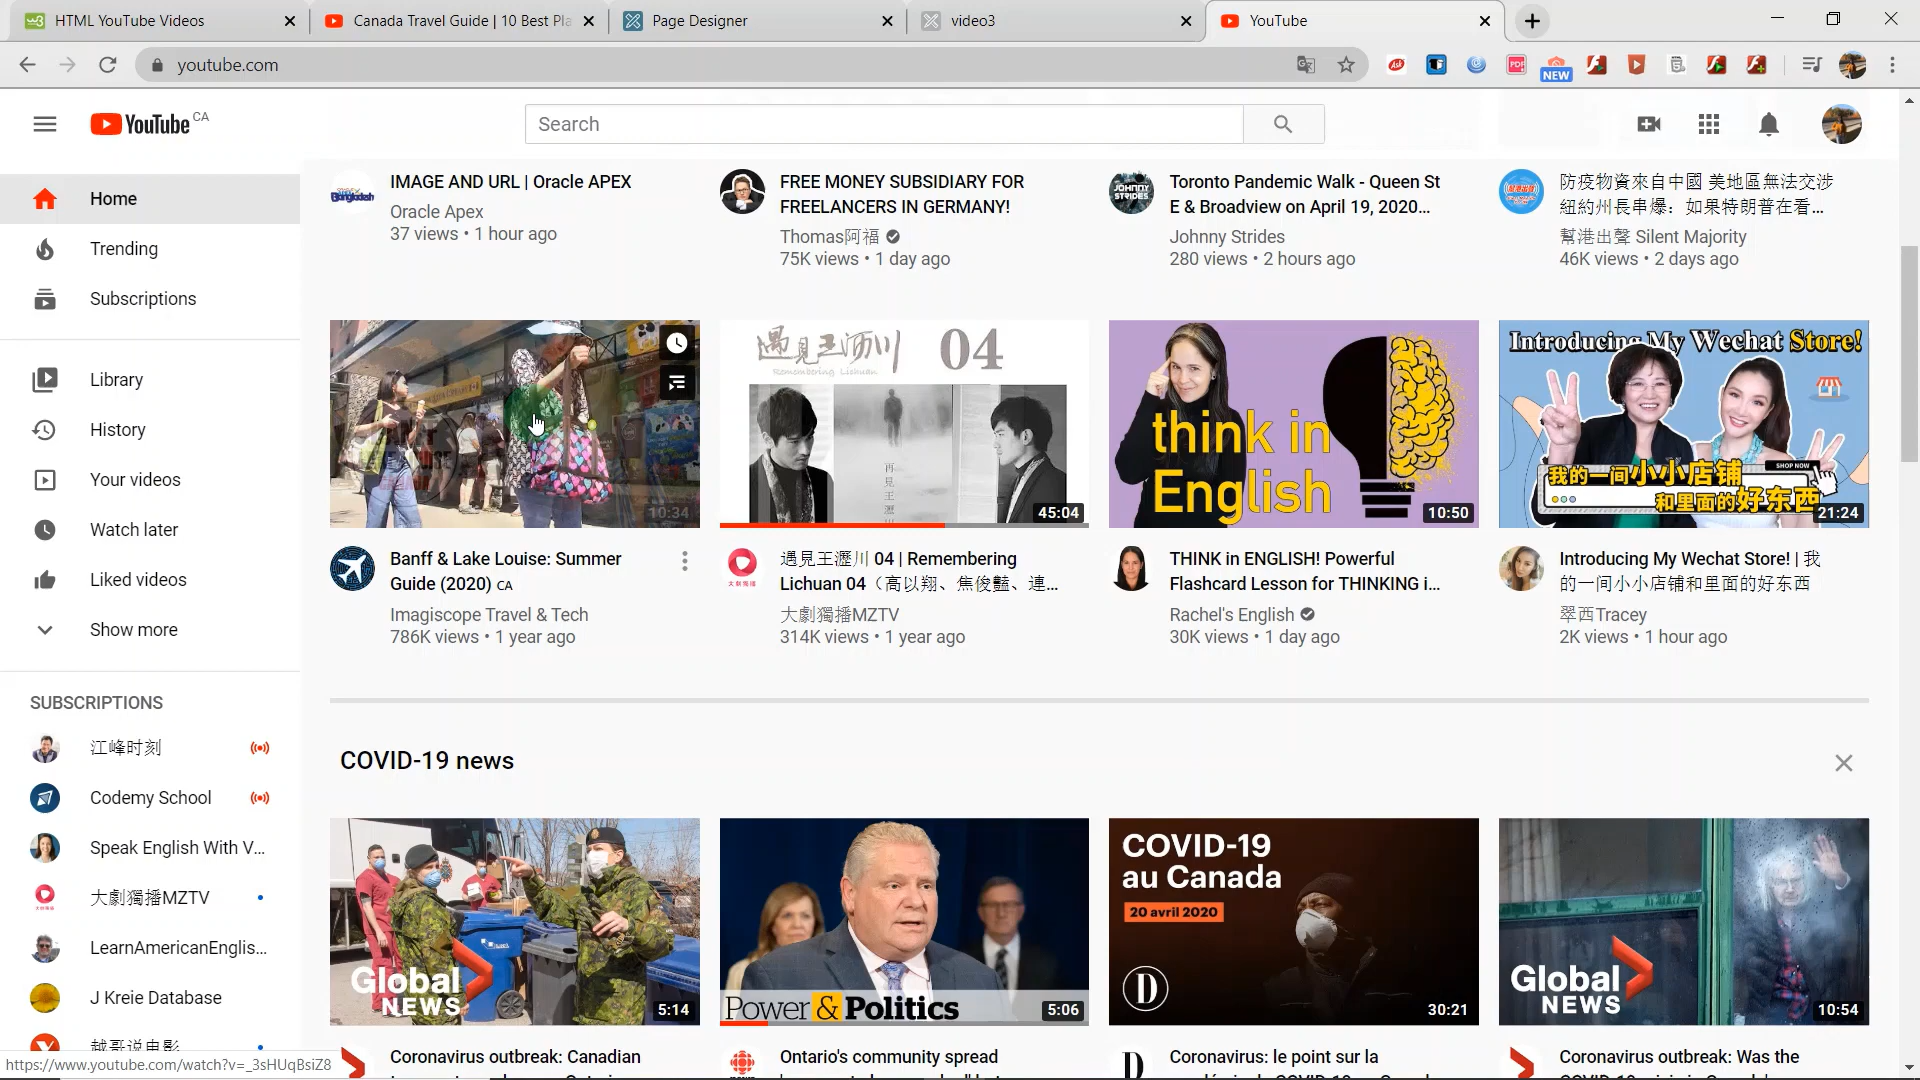 HTML YouTube Videos
Canada Travel Guide | 10 Best Pla
Page Designer
video3
YouTube
youtube.com
NEW
YouTube CA
Search
Home
Trending
Subscriptions
Library
History
Your videos
Watch later
Liked videos
Show more
SUBSCRIPTIONS
江峰时刻
Codemy School
Speak English With V...
大劇獨播MZTV
LearnAmericanEnglis...
J Kreie Database
越哥说电影
https://www.youtube.com/watch?v=_3sHUqBsiZ8
IMAGE AND URL | Oracle APEX
Oracle Apex
37 views • 1 hour ago
FREE MONEY SUBSIDIARY FOR
FREELANCERS IN GERMANY!
Thomas阿福
75K views • 1 day ago
JOHNNY
STRIDES
Toronto Pandemic Walk - Queen St
E & Broadview on April 19, 2020...
Johnny Strides
280 views • 2 hours ago
防疫物資來自中國 美地區無法交涉
紐約州長串爆：如果特朗普在看...
幫港出聲 Silent Majority
46K views • 2 days ago
10:34
Banff & Lake Louise: Summer
Guide (2020) CA
Imagiscope Travel & Tech
786K views • 1 year ago
遇見王瀝川 04
Remembering Lichuan
再見王瀝川
45:04
遇見王瀝川 04 | Remembering
Lichuan 04（高以翔、焦俊豔、連...
大劇獨播MZTV
314K views • 1 year ago
think in
English
10:50
THINK in ENGLISH! Powerful
Flashcard Lesson for THINKING i...
Rachel's English
30K views • 1 day ago
Introducing My Wechat Store!
SHOP NOW
我的一间小小店铺
和里面的好东西
21:24
Introducing My Wechat Store! | 我
的一间小小店铺和里面的好东西
翠西Tracey
2K views • 1 hour ago
COVID-19 news
Global
NEWS
5:14
Coronavirus outbreak: Canadian
Power & Politics
5:06
Ontario's community spread
COVID-19
au Canada
20 avril 2020
D
30:21
Coronavirus: le point sur la
Global
NEWS
10:54
Coronavirus outbreak: Was the